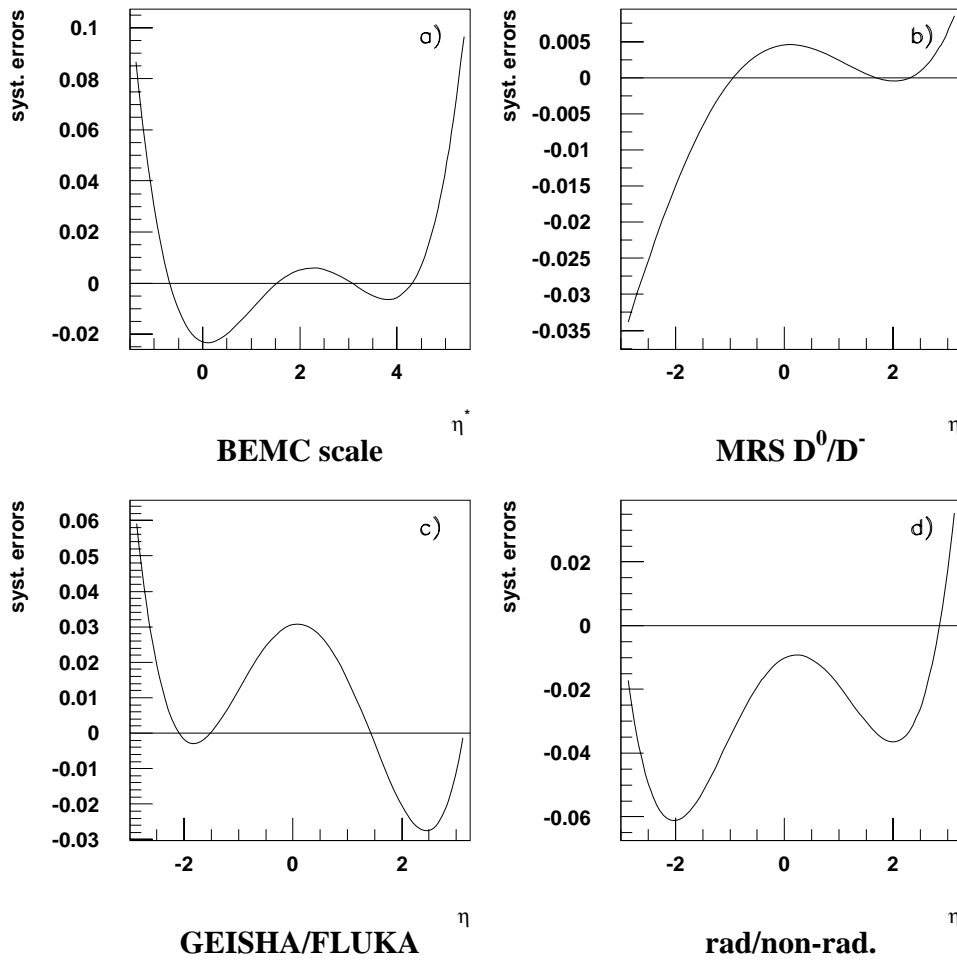 syst. errors
a)
0.1
0.08
0.06
0.04
0.02
0
-0.02
0 2 4
η*
BEMC scale
syst. errors
b)
0.005
0
-0.005
-0.01
-0.015
-0.02
-0.025
-0.03
-0.035
-2 0 2
η
MRS D⁰/D⁻
syst. errors
c)
0.06
0.05
0.04
0.03
0.02
0.01
0
-0.01
-0.02
-0.03
-2 0 2
η
GEISHA/FLUKA
syst. errors
d)
0.02
0
-0.02
-0.04
-0.06
-2 0 2
η
rad/non-rad.